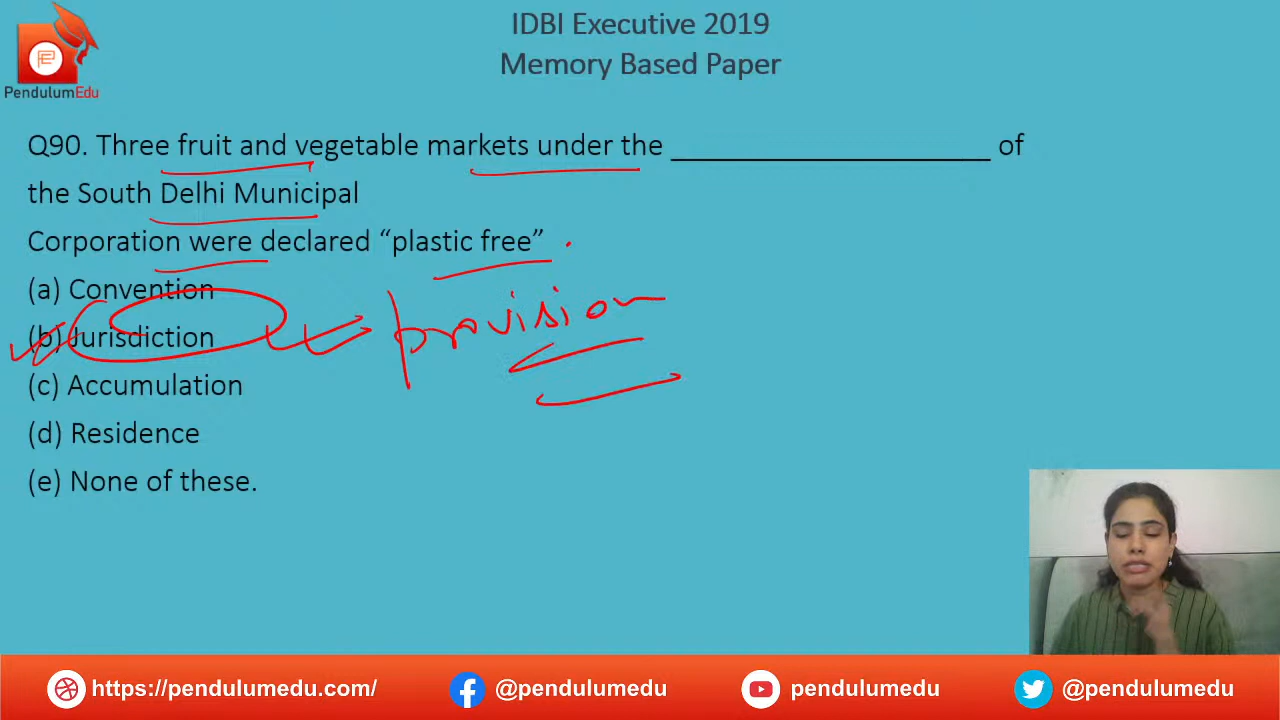 IDBI Executive 2019
Memory Based Paper
PendulumEdu
Q90. Three fruit and vegetable markets under the ____________________ of
the South Delhi Municipal
Corporation were declared “plastic free”
(a) Convention
(b) Jurisdiction
provision
(c) Accumulation
(d) Residence
(e) None of these.
https://pendulumedu.com/
@pendulumedu
pendulumedu
@pendulumedu